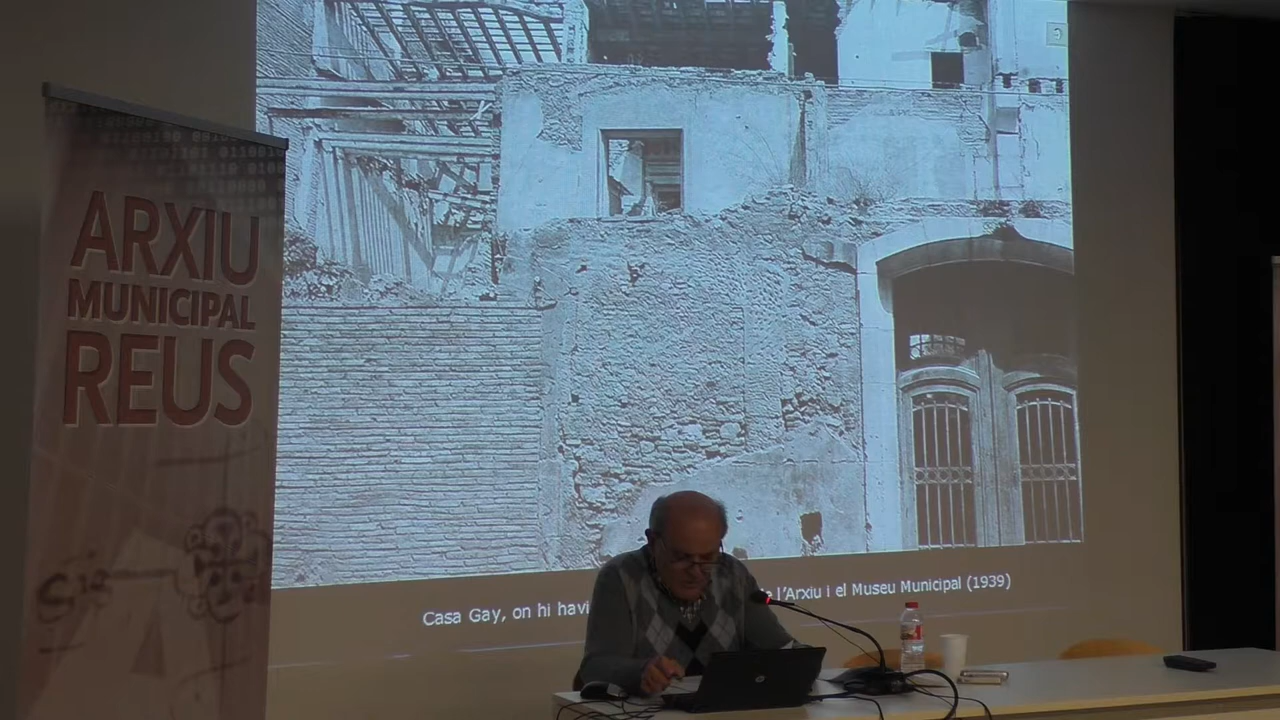 ARXIU
MUNICIPAL
REUS
Casa Gay, on hi havi e l'Arxiu i el Museu Municipal (1939)